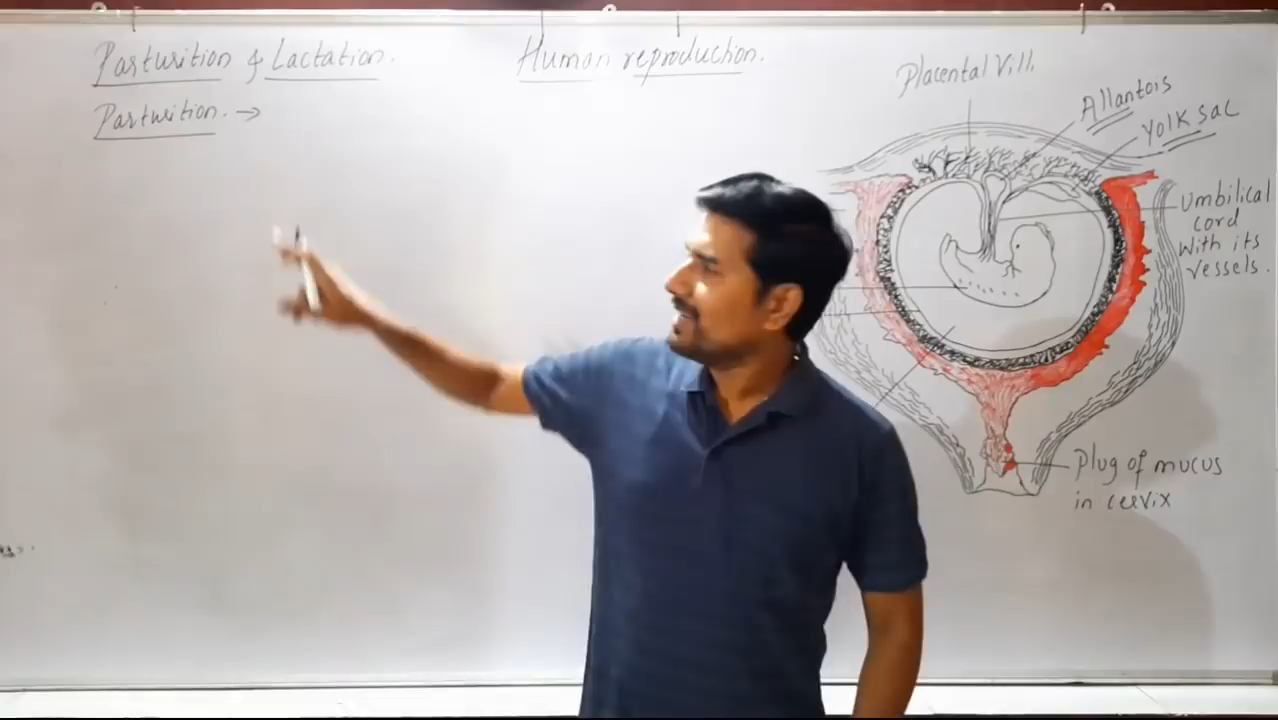 Parturition & Lactation.
Human reproduction.
Parturition. →
Placental Villi
Allantois
Yolk sac
Umbilical
cord
With its
vessels.
Plug of mucus
in cervix